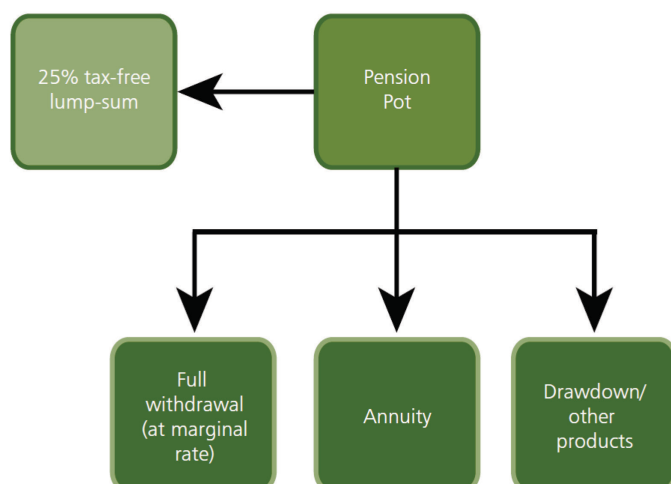 25% tax-free
lump-sum
Pension
Pot
Full
withdrawal
(at marginal
rate)
Annuity
Drawdown/
other
products